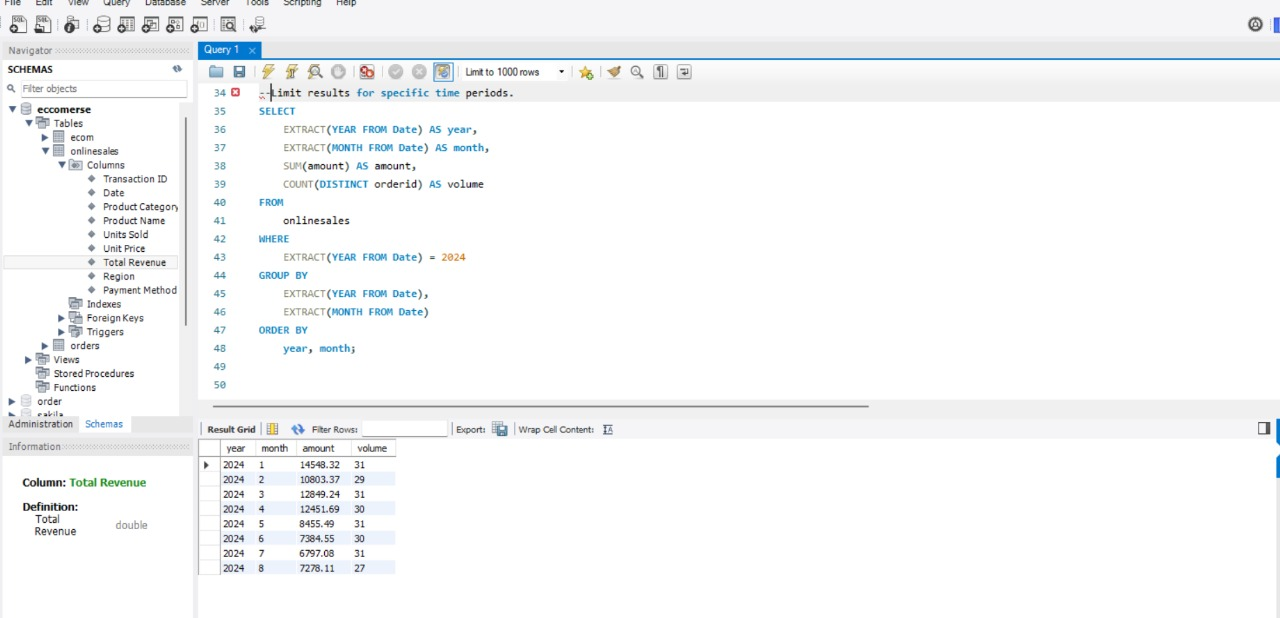 File Edit View Query Database Server Tools Scripting Help
Navigator
SCHEMAS
Filter objects
eccomerse
Tables
ecom
onlinesales
Columns
Transaction ID
Date
Product Category
Product Name
Units Sold
Unit Price
Total Revenue
Region
Payment Method
Indexes
Foreign Keys
Triggers
orders
Views
Stored Procedures
Functions
order
sakila
Administration Schemas
Information
Column: Total Revenue
Definition:
Total
Revenue
double
Query 1
Limit to 1000 rows
34 --Limit results for specific time periods.
35 SELECT
36 EXTRACT(YEAR FROM Date) AS year,
37 EXTRACT(MONTH FROM Date) AS month,
38 SUM(amount) AS amount,
39 COUNT(DISTINCT orderid) AS volume
40 FROM
41 onlinesales
42 WHERE
43 EXTRACT(YEAR FROM Date) = 2024
44 GROUP BY
45 EXTRACT(YEAR FROM Date),
46 EXTRACT(MONTH FROM Date)
47 ORDER BY
48 year, month;
49
50
Result Grid Filter Rows: Export: Wrap Cell Content:
year month amount volume
2024 1 14548.32 31
2024 2 10803.37 29
2024 3 12849.24 31
2024 4 12451.69 30
2024 5 8455.49 31
2024 6 7384.55 30
2024 7 6797.08 31
2024 8 7278.11 27